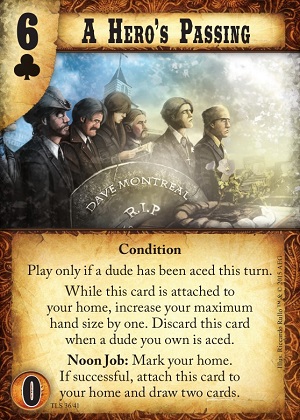 6
A Hero's Passing
DAVE MONTREAL
R.I.P
Condition
Play only if a dude has been aced this turn.
While this card is attached to
your home, increase your maximum
hand size by one. Discard this card
when a dude you own is aced.
Noon Job: Mark your home.
If successful, attach this card to
your home and draw two cards.
0
TLS 36/41